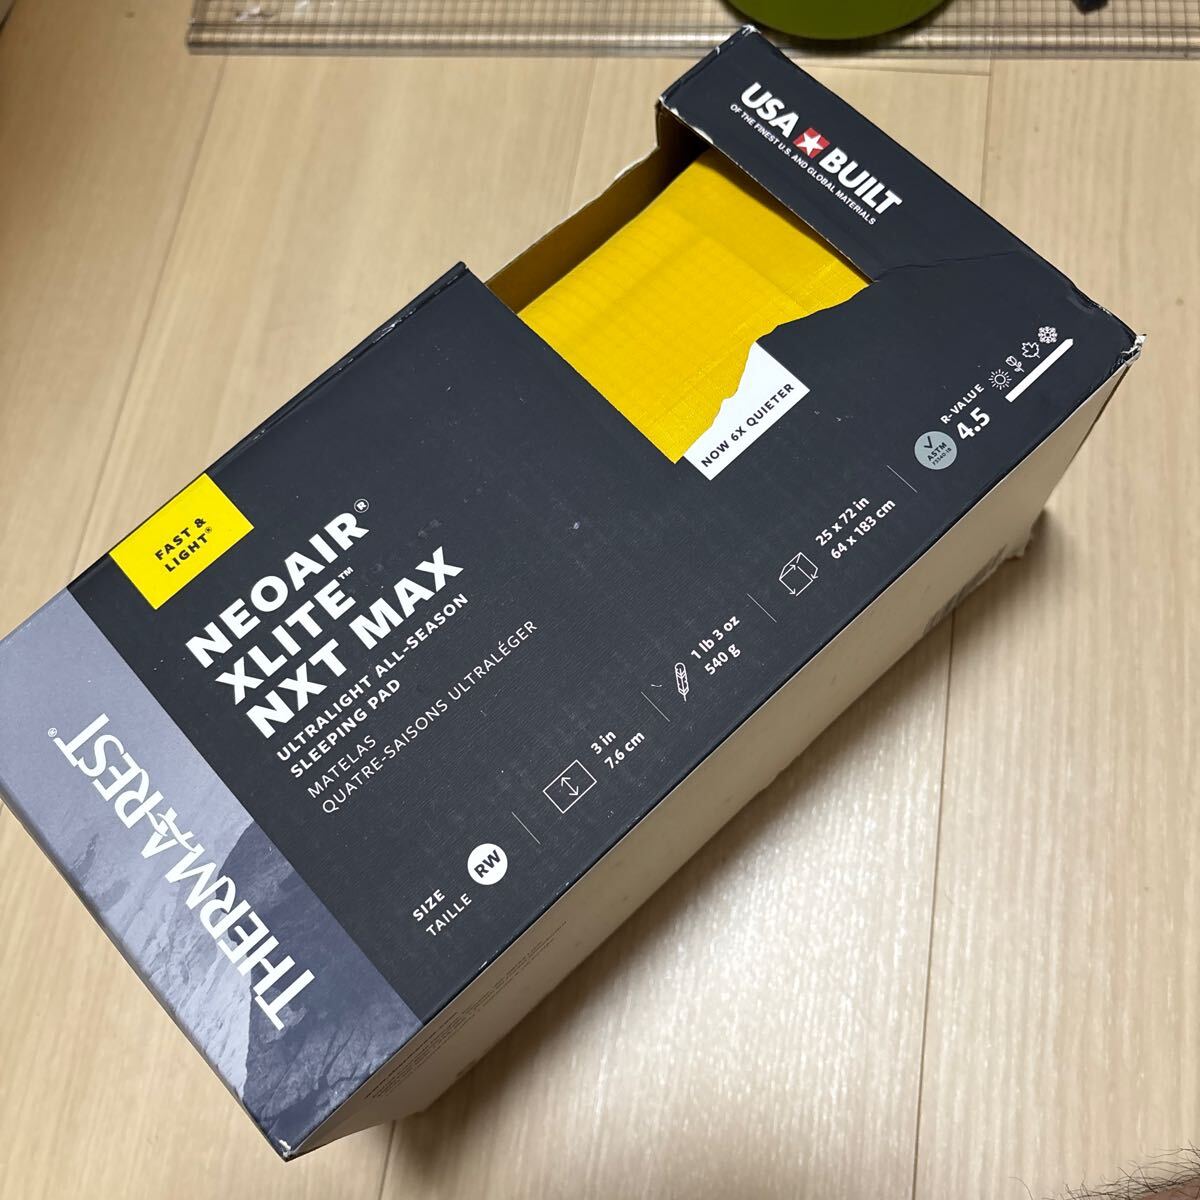 USA BUILT
OF THE FINEST U.S. AND GLOBAL MATERIALS
NOW 6X QUIETER
R-VALUE
4.5
ASTM
25 x 72 in
64 x 183 cm
1 lb 3 oz
540 g
3 in
7.6 cm
SIZE
TAILLE
RW
FAST &
LIGHT®
NEOAIR®
XLITE™
NXT MAX
ULTRALIGHT ALL-SEASON
SLEEPING PAD
MATELAS
QUATRE-SAISONS ULTRALÉGER
THERM-A-REST®